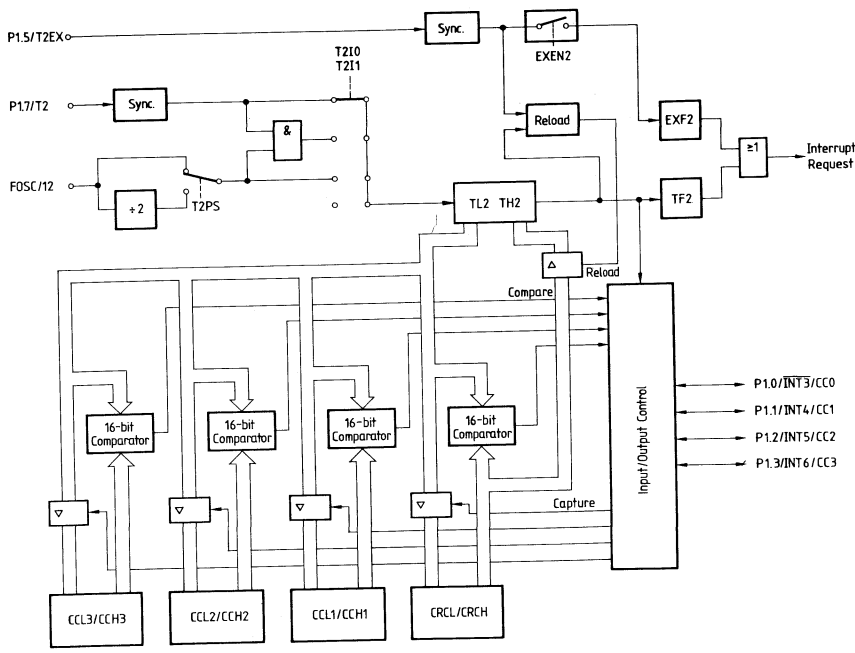 P1.5/T2EX
Sync.
EXEN2
T2I0
T2I1
P1.7/T2
Sync.
&
Reload
EXF2
≥1
Interrupt
Request
FOSC/12
÷2
T2PS
TL2 TH2
TF2
Reload
Compare
16-bit
Comparator
16-bit
Comparator
16-bit
Comparator
16-bit
Comparator
Input/Output Control
P1.0/INT3/CC0
P1.1/INT4/CC1
P1.2/INT5/CC2
P1.3/INT6/CC3
Capture
CCL3/CCH3
CCL2/CCH2
CCL1/CCH1
CRCL/CRCH